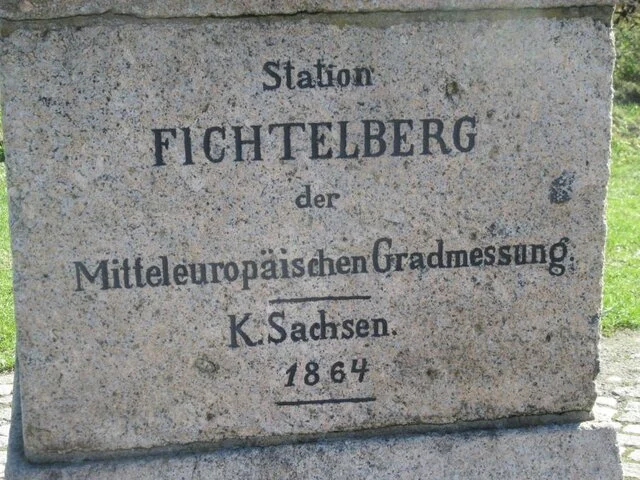 Station
FICHTELBERG
der
Mitteleuropäischen Gradmessung.
K. Sachsen.
1864